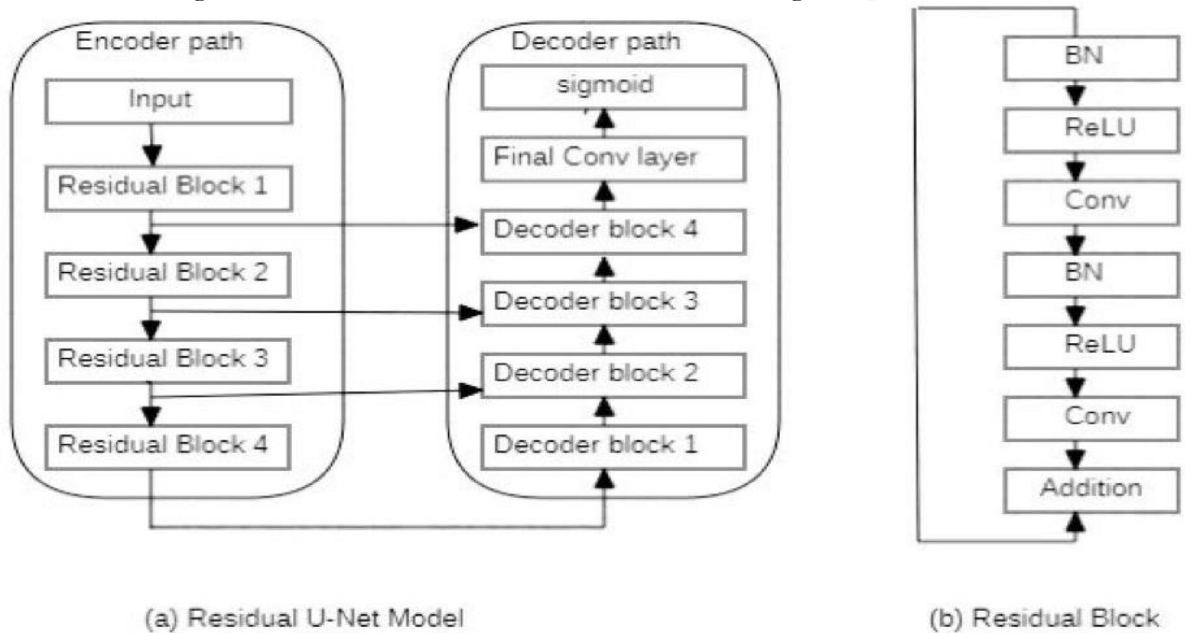 Encoder path
Input
Residual Block 1
Residual Block 2
Residual Block 3
Residual Block 4
Decoder path
sigmoid
Final Conv layer
Decoder block 4
Decoder block 3
Decoder block 2
Decoder block 1
(a) Residual U-Net Model
BN
ReLU
Conv
BN
ReLU
Conv
Addition
(b) Residual Block